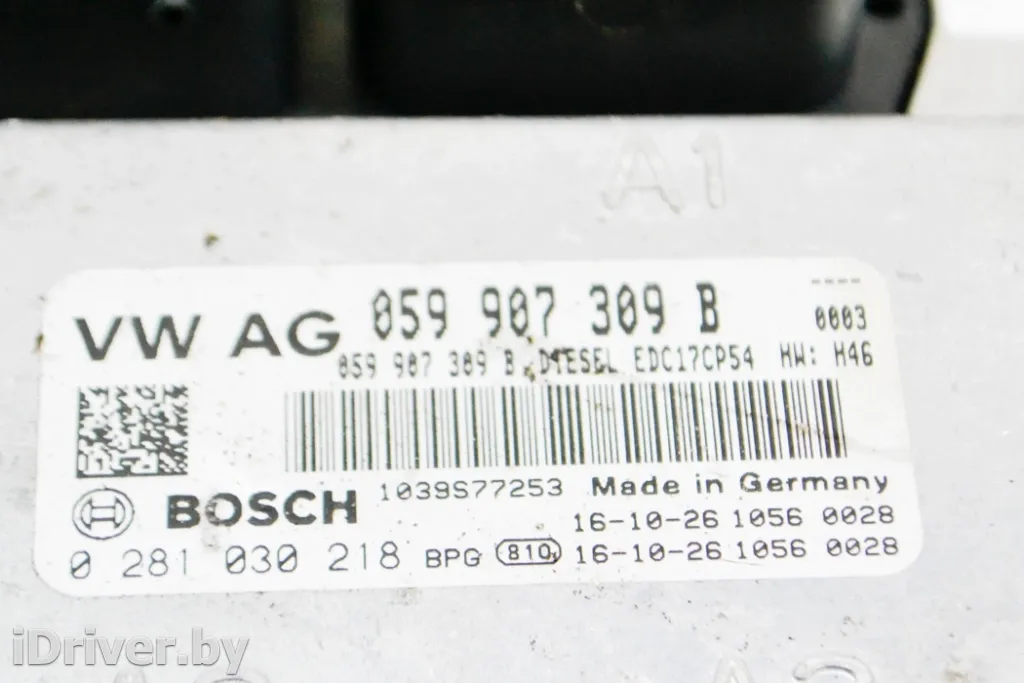 A1
----
VW AG 059 907 309 B 0003
059 907 309 B DIESEL EDC17CP54 HW: H46
BOSCH 1039S77253 Made in Germany
16-10-26 1056 0028
0 281 030 218 BPG 810 16-10-26 1056 0028
iDriver.by